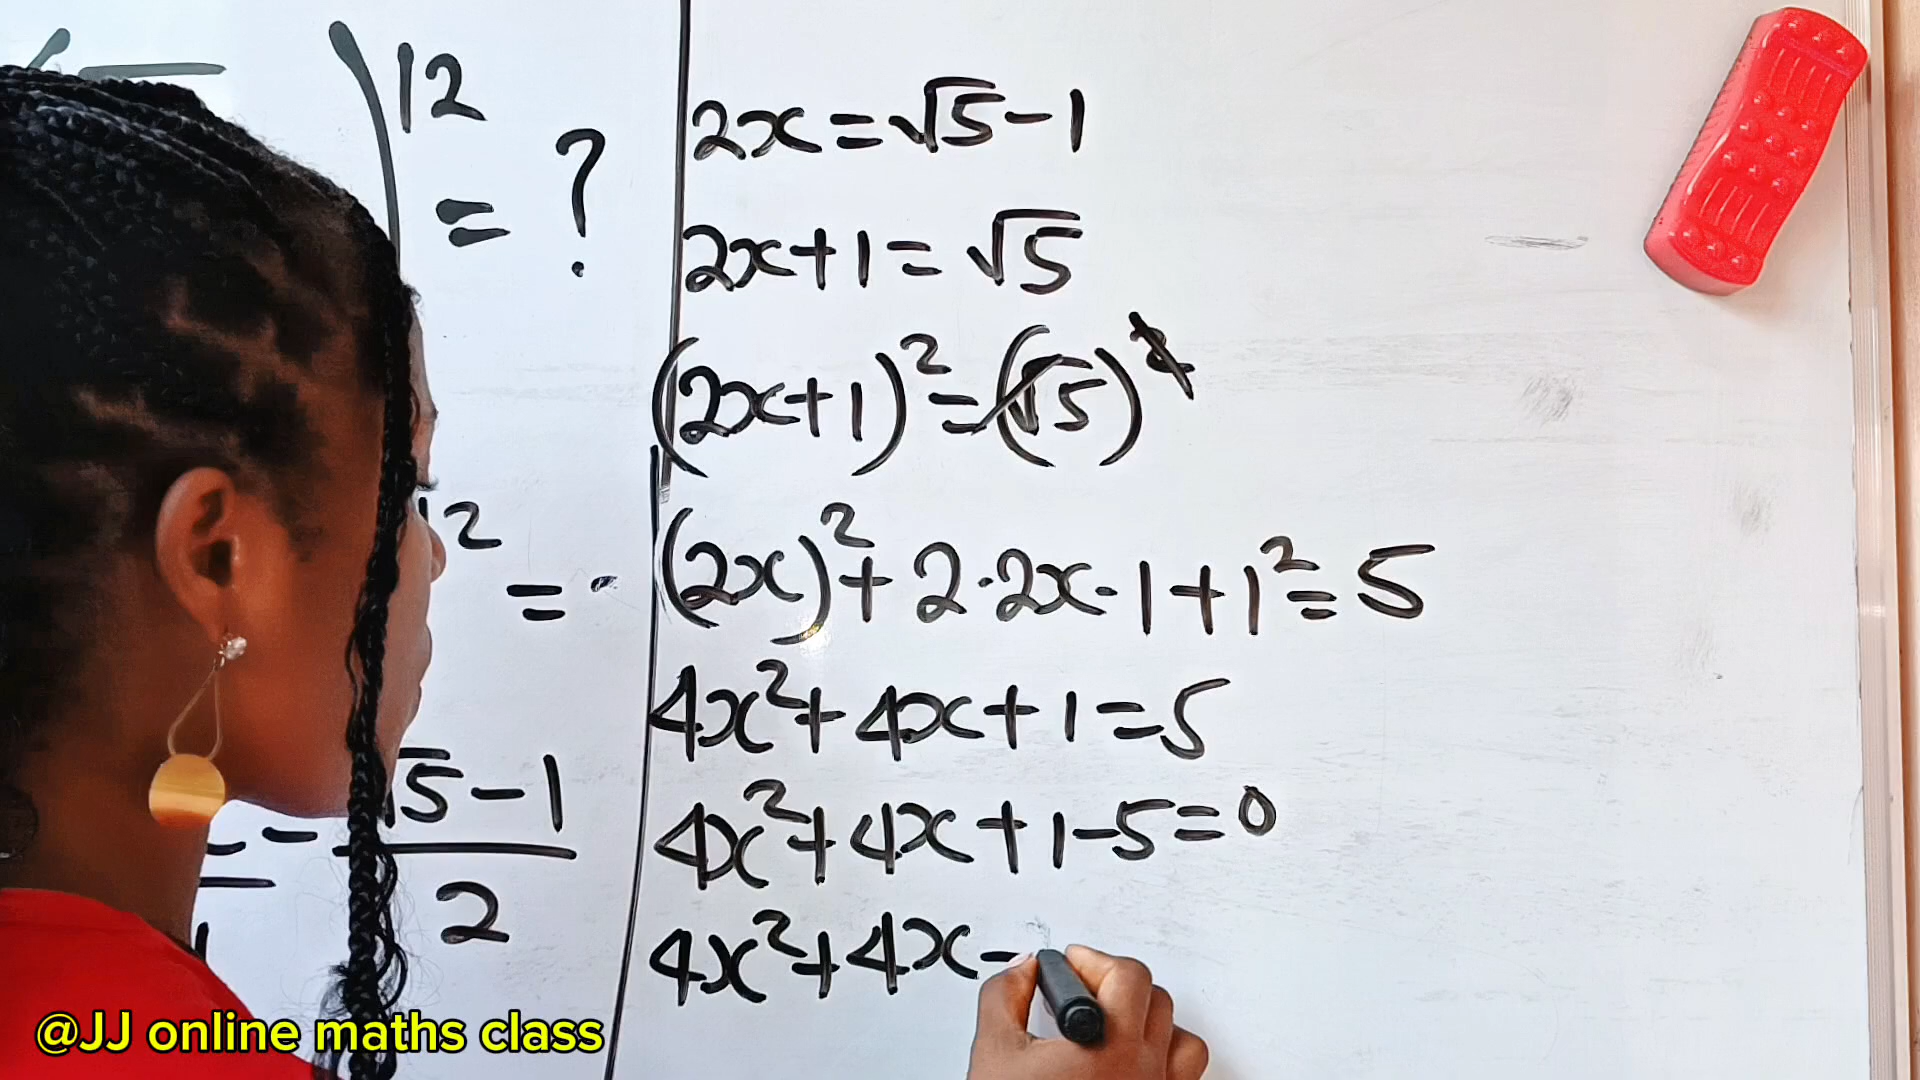 )¹² = ?
² = -
√5 - 1
2
2x = √5 - 1
2x + 1 = √5
(2x + 1)² = (√5)²
(2x)² + 2·2x·1 + 1² = 5
4x² + 4x + 1 = 5
4x² + 4x + 1 - 5 = 0
4x² + 4x -
@JJ online maths class